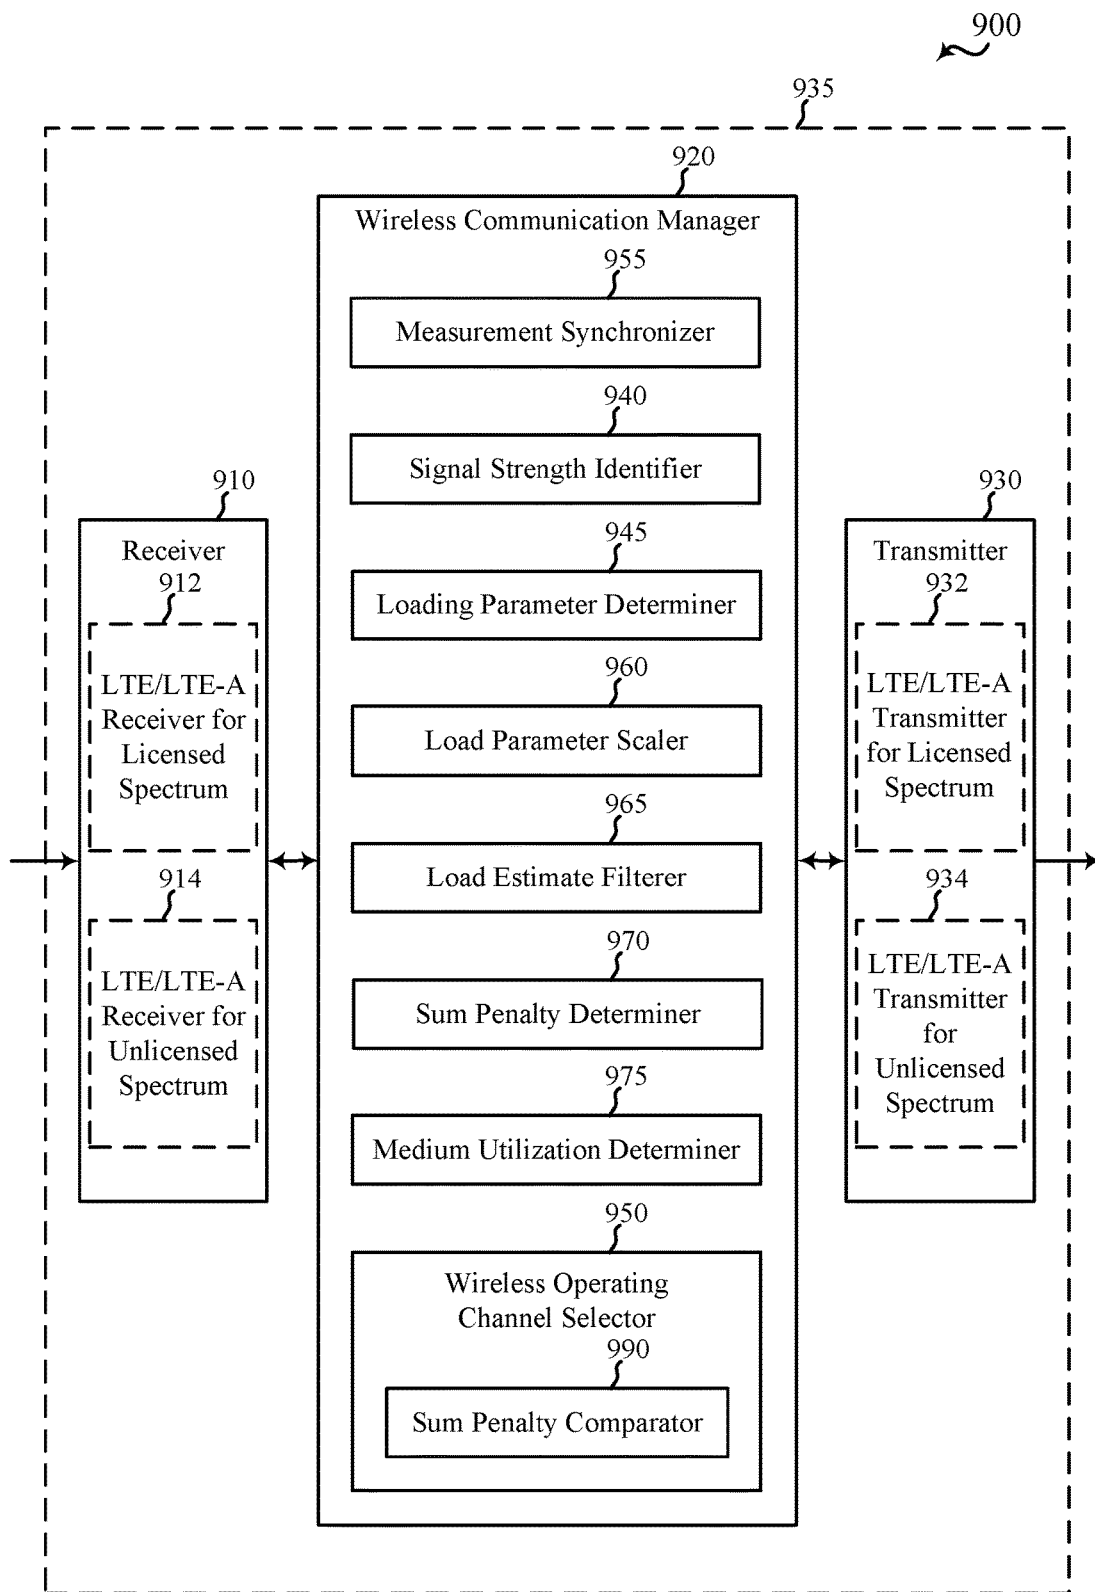 900
935
920
Wireless Communication Manager
955
Measurement Synchronizer
940
Signal Strength Identifier
910
Receiver
912
LTE/LTE-A
Receiver for
Licensed
Spectrum
914
LTE/LTE-A
Receiver for
Unlicensed
Spectrum
945
Loading Parameter Determiner
960
Load Parameter Scaler
965
Load Estimate Filterer
970
Sum Penalty Determiner
975
Medium Utilization Determiner
950
Wireless Operating
Channel Selector
990
Sum Penalty Comparator
930
Transmitter
932
LTE/LTE-A
Transmitter
for Licensed
Spectrum
934
LTE/LTE-A
Transmitter
for
Unlicensed
Spectrum